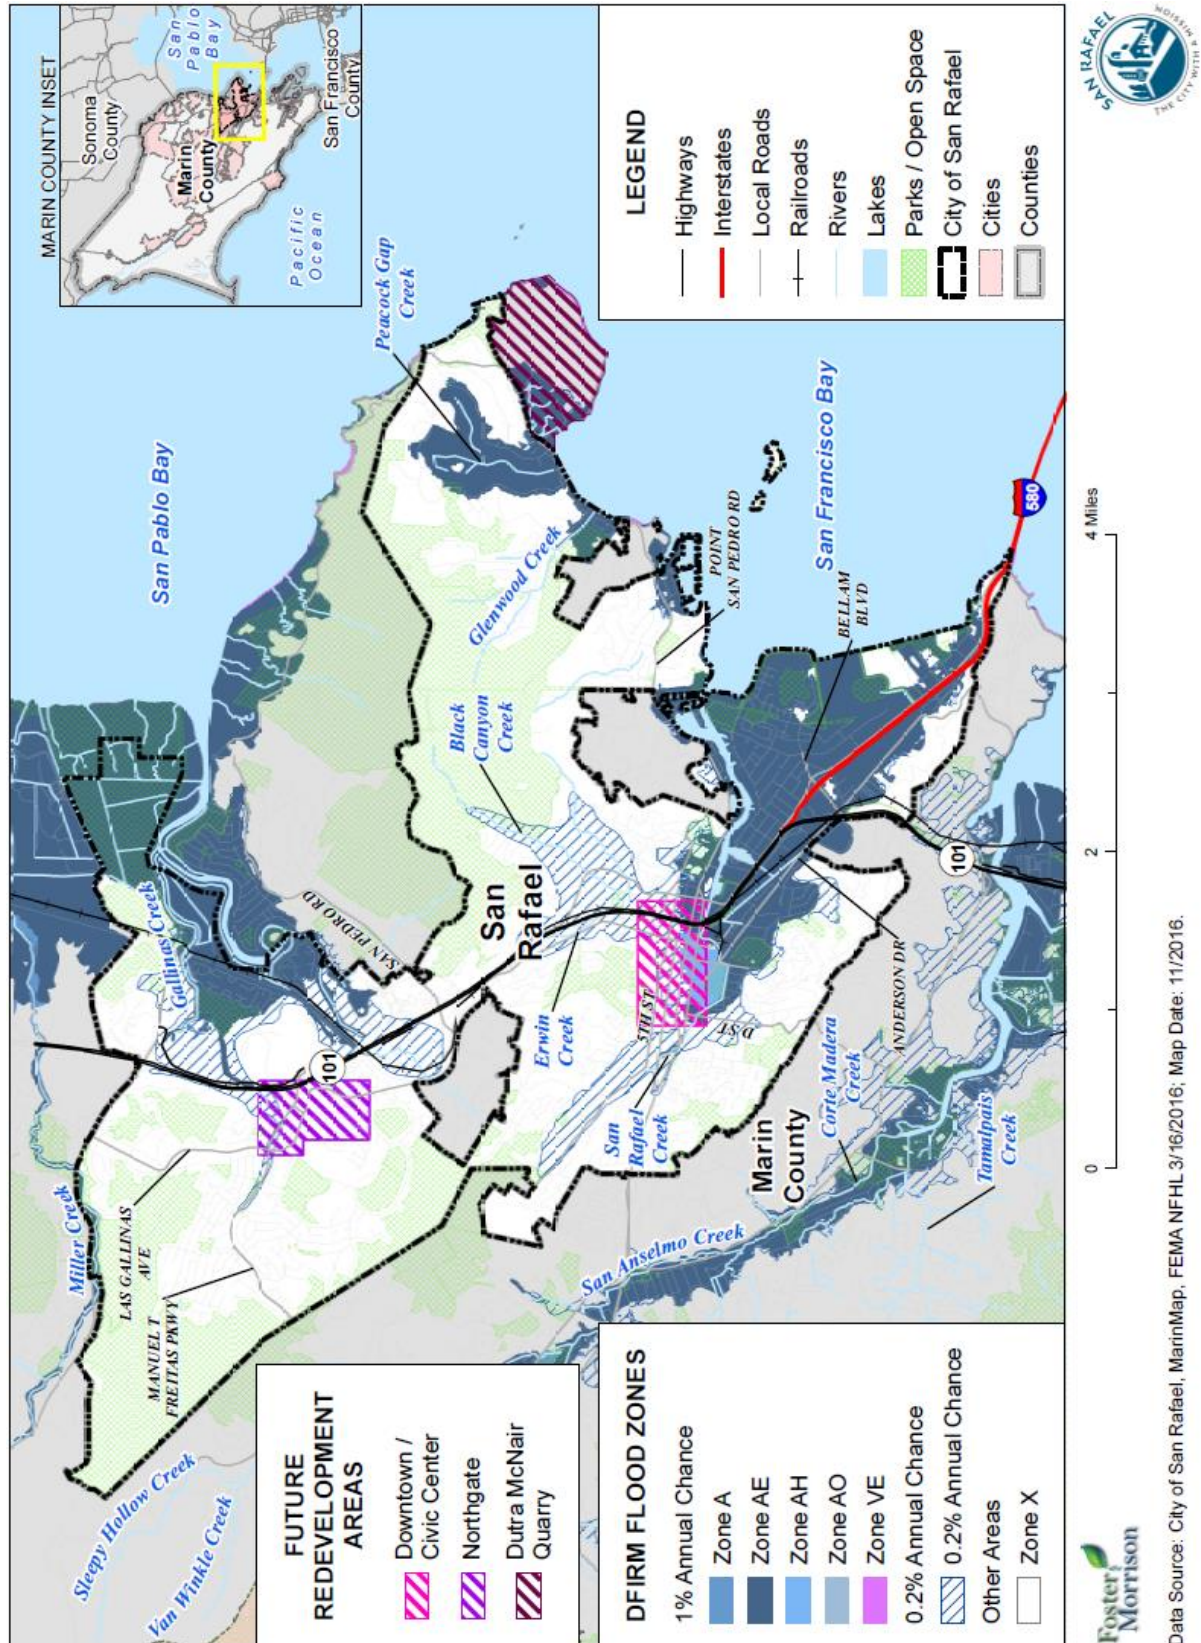 MARIN COUNTY INSET
Sonoma
County
San
Pablo
Bay
Marin
County
Pacific
Ocean
San Francisco
County
San Pablo Bay
Peacock Gap
Creek
Miller Creek
Gallinas Creek
LAS GALLINAS
AVE
MANUEL T
FREITAS PKWY
101
SAN PEDRO RD
Sleepy Hollow Creek
Van Winkle Creek
San
Rafael
Black
Canyon
Creek
Glenwood Creek
Erwin
Creek
5TH ST
D ST
San
Rafael
Creek
POINT
SAN PEDRO RD
San Francisco Bay
BELLAM
BLVD
San Anselmo Creek
Marin
County
Corte Madera
Creek
ANDERSON DR
101
580
Tamalpais
Creek
FUTURE
REDEVELOPMENT
AREAS
Downtown /
Civic Center
Northgate
Dutra McNair
Quarry
DFIRM FLOOD ZONES
1% Annual Chance
Zone A
Zone AE
Zone AH
Zone AO
Zone VE
0.2% Annual Chance
0.2% Annual Chance
Other Areas
Zone X
LEGEND
Highways
Interstates
Local Roads
Railroads
Rivers
Lakes
Parks / Open Space
City of San Rafael
Cities
Counties
0 2 4 Miles
Foster
Morrison
SAN RAFAEL
THE CITY WITH A MISSION
Data Source: City of San Rafael, MarinMap, FEMA NFHL 3/16/2016; Map Date: 11/2016.